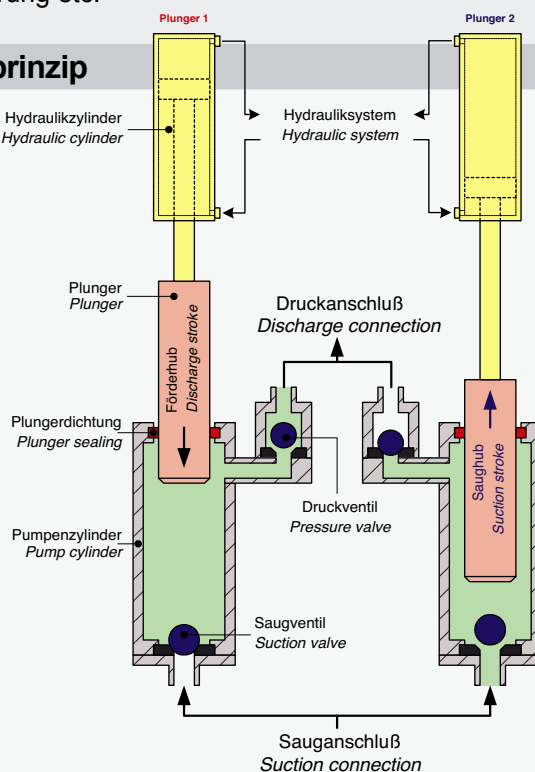 Plunger 1
Plunger 2
prinzip
Hydraulikzylinder
Hydraulic cylinder
Hydrauliksystem
Hydraulic system
Plunger
Plunger
Druckanschluß
Discharge connection
Förderhub
Discharge stroke
Saughub
Suction stroke
Plungerdichtung
Plunger sealing
Druckventil
Pressure valve
Pumpenzylinder
Pump cylinder
Saugventil
Suction valve
Sauganschluß
Suction connection